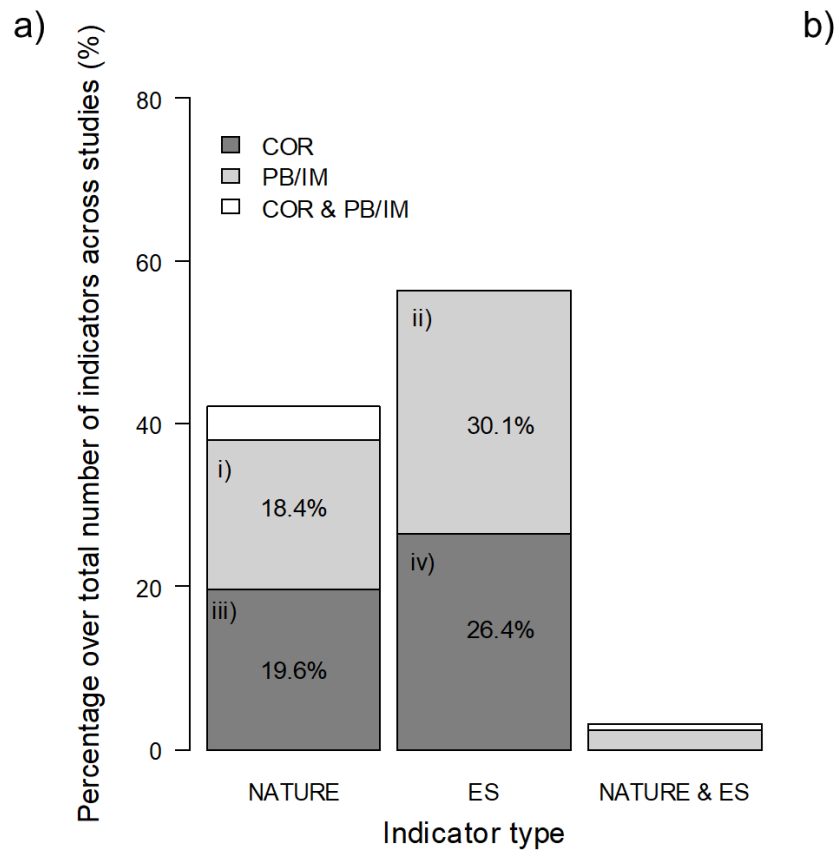 a)
b)
Percentage over total number of indicators across studies (%)
80
60
40
20
0
COR
PB/IM
COR & PB/IM
i)
18.4%
iii)
19.6%
ii)
30.1%
iv)
26.4%
NATURE
ES
NATURE & ES
Indicator type